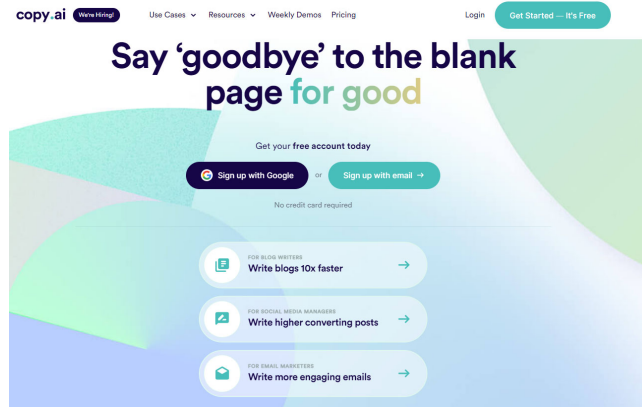 copy.ai We're Hiring! Use Cases Resources Weekly Demos Pricing Login Get Started — It's Free
Say ‘goodbye’ to the blank
page for good
Get your free account today
Sign up with Google or Sign up with email →
No credit card required
FOR BLOG WRITERS
Write blogs 10x faster →
FOR SOCIAL MEDIA MANAGERS
Write higher converting posts →
FOR EMAIL MARKETERS
Write more engaging emails →